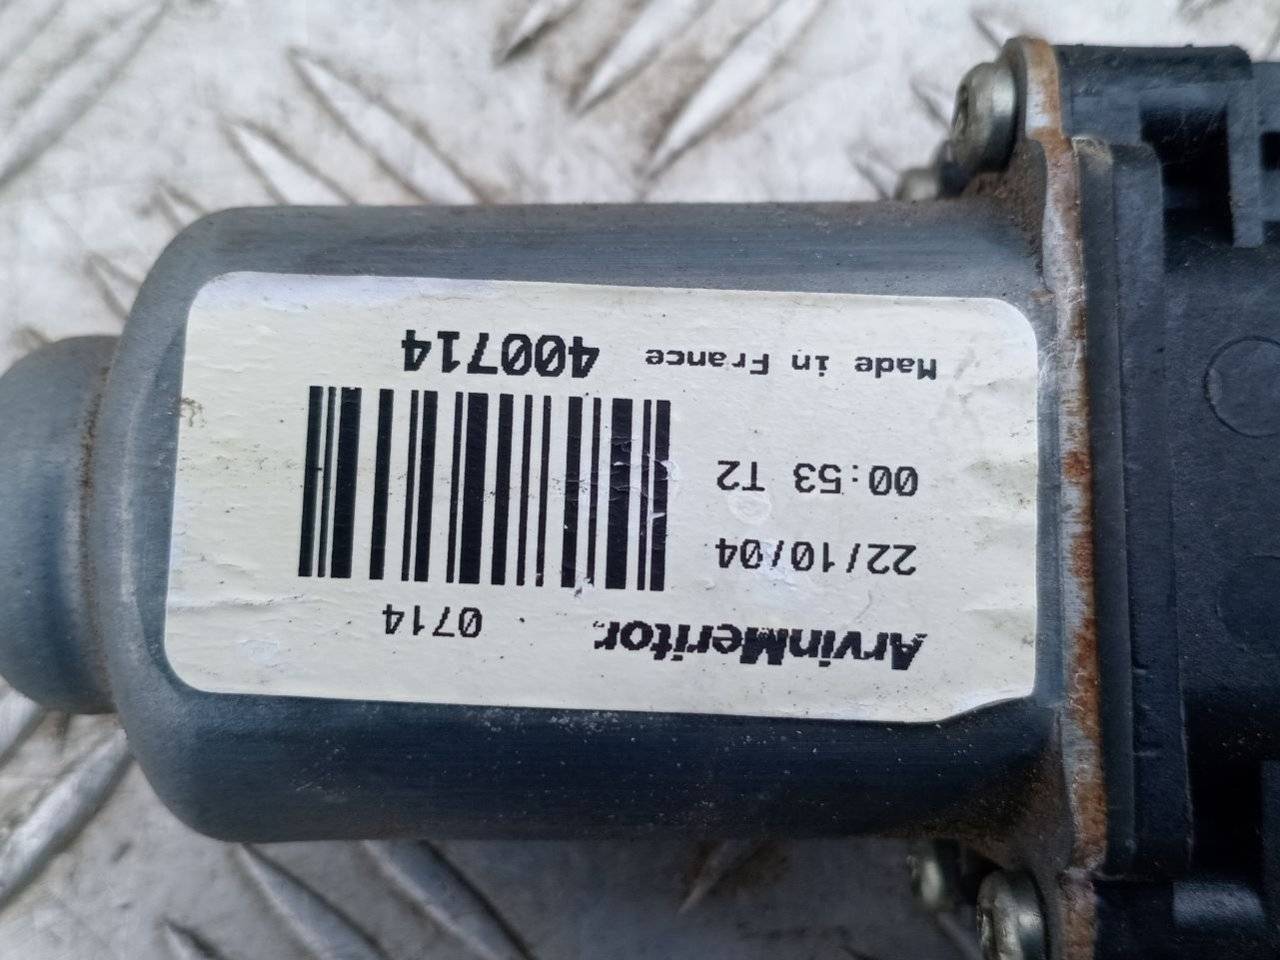 ArvinMeritor. 0714
22/10/04
00:53 T2
Made in France 400714